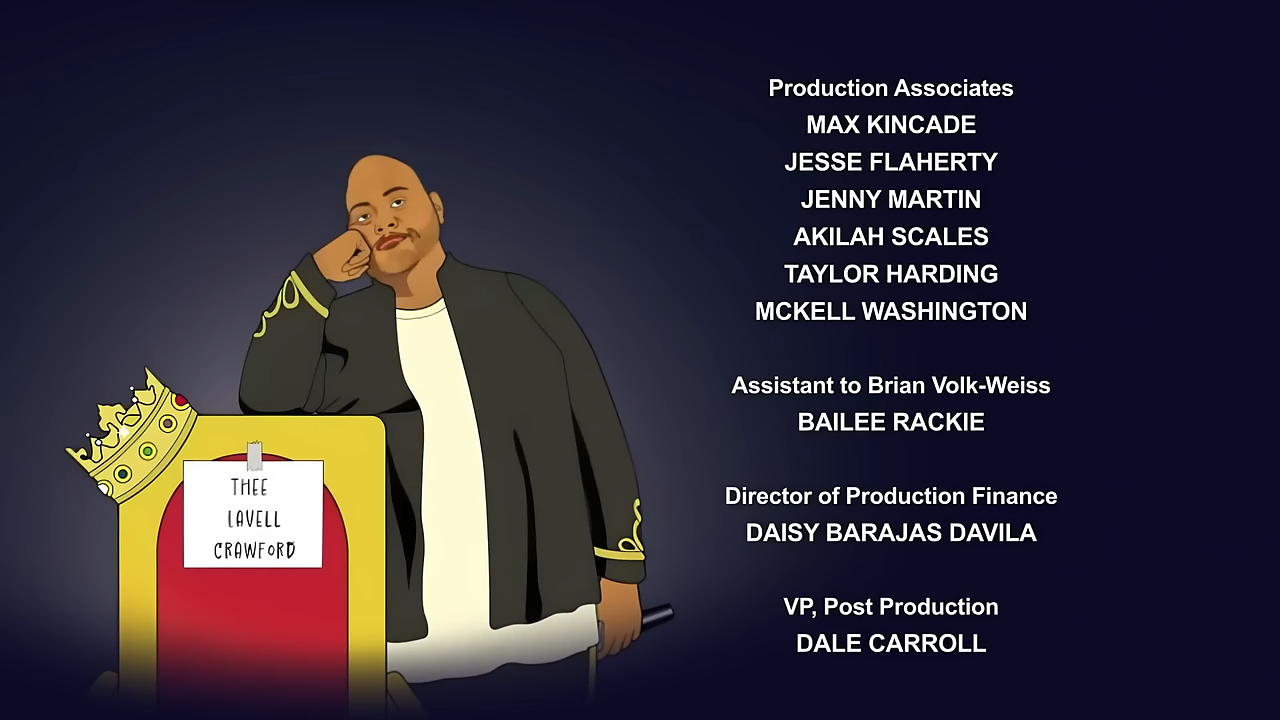 THEE
LAVELL
CRAWFORD
Production Associates
MAX KINCADE
JESSE FLAHERTY
JENNY MARTIN
AKILAH SCALES
TAYLOR HARDING
MCKELL WASHINGTON
Assistant to Brian Volk-Weiss
BAILEE RACKIE
Director of Production Finance
DAISY BARAJAS DAVILA
VP, Post Production
DALE CARROLL